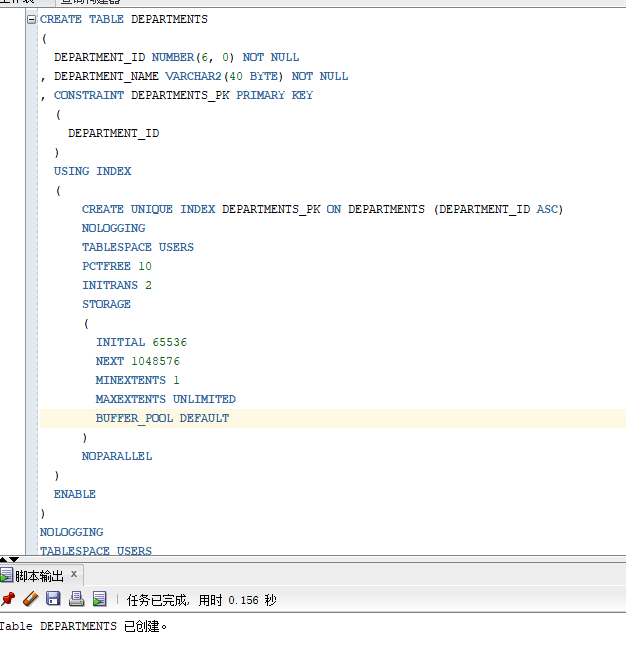 CREATE TABLE DEPARTMENTS
(
DEPARTMENT_ID NUMBER(6, 0) NOT NULL
, DEPARTMENT_NAME VARCHAR2(40 BYTE) NOT NULL
, CONSTRAINT DEPARTMENTS_PK PRIMARY KEY
(
DEPARTMENT_ID
)
USING INDEX
(
CREATE UNIQUE INDEX DEPARTMENTS_PK ON DEPARTMENTS (DEPARTMENT_ID ASC)
NOLOGGING
TABLESPACE USERS
PCTFREE 10
INITRANS 2
STORAGE
(
INITIAL 65536
NEXT 1048576
MINEXTENTS 1
MAXEXTENTS UNLIMITED
BUFFER_POOL DEFAULT
)
NOPARALLEL
)
ENABLE
)
NOLOGGING
TABLESPACE USERS
脚本输出 x
任务已完成, 用时 0.156 秒
Table DEPARTMENTS 已创建。